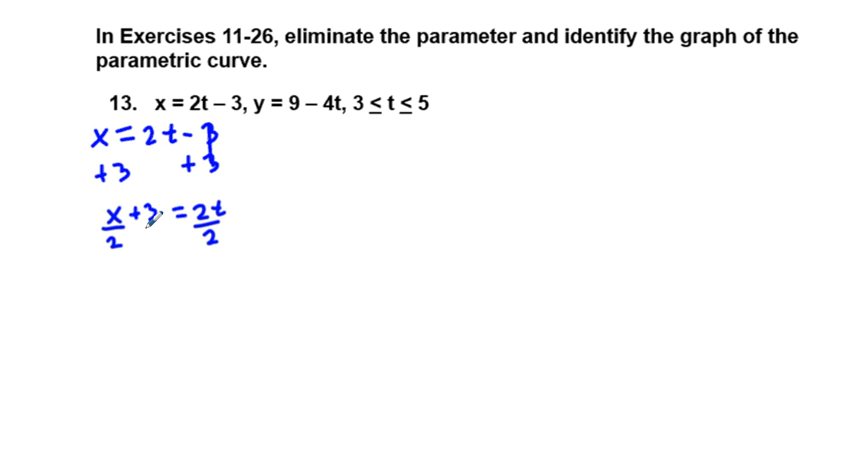 In Exercises 11-26, eliminate the parameter and identify the graph of the
parametric curve.
13. x = 2t – 3, y = 9 – 4t, 3 ≤ t ≤ 5
x = 2t - 3
+3 +3
x + 3 = 2t
2 2